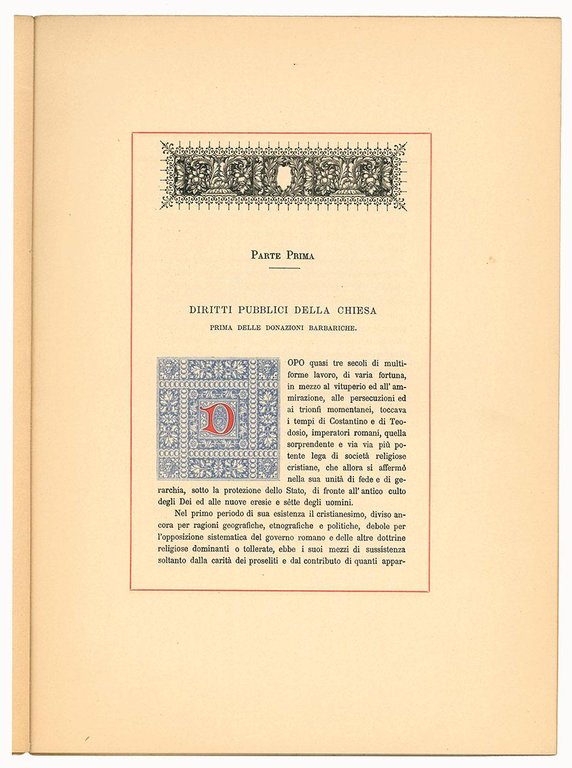 PARTE PRIMA
DIRITTI PUBBLICI DELLA CHIESA
PRIMA DELLE DONAZIONI BARBARICHE.
DOPO quasi tre secoli di multi-
forme lavoro, di varia fortuna,
in mezzo al vituperio ed all' am-
mirazione, alle persecuzioni ed
ai trionfi momentanei, toccava
i tempi di Costantino e di Teo-
dosio, imperatori romani, quella
sorprendente e via via più po-
tente lega di società religiose
cristiane, che allora si affermò
nella sua unità di fede e di ge-
rarchia, sotto la protezione dello Stato, di fronte all' antico culto
degli Dei ed alle nuove eresie e sètte degli uomini.
Nel primo periodo di sua esistenza il cristianesimo, diviso an-
cora per ragioni geografiche, etnografiche e politiche, debole per
l'opposizione sistematica del governo romano e delle altre dottrine
religiose dominanti o tollerate, ebbe i suoi mezzi di sussistenza
soltanto dalla carità dei proseliti e dal contributo di quanti appar-